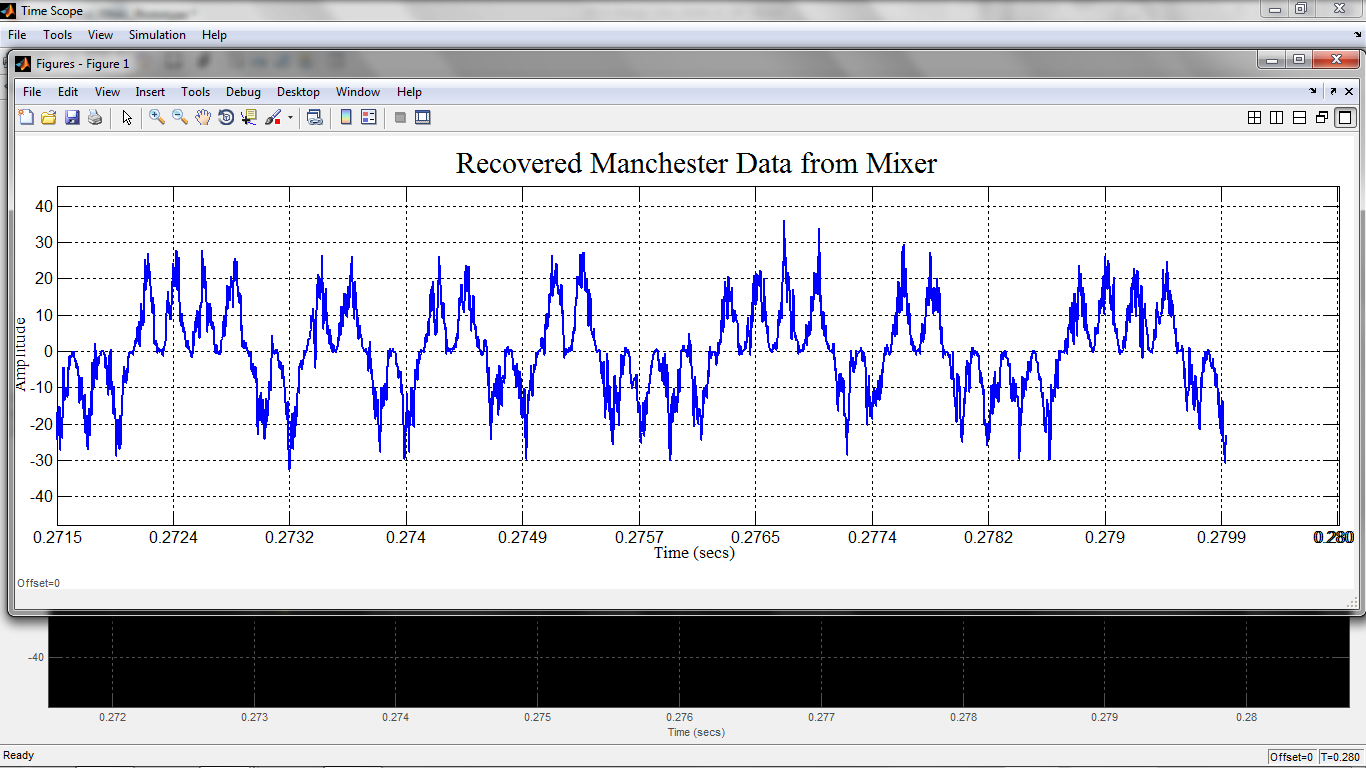 Time Scope
File Tools View Simulation Help
Figures - Figure 1
File Edit View Insert Tools Debug Desktop Window Help
Recovered Manchester Data from Mixer
40
30
20
10
0
-10
-20
-30
-40
Amplitude
0.2715 0.2724 0.2732 0.274 0.2749 0.2757 0.2765 0.2774 0.2782 0.279 0.2799
Time (secs)
Offset=0
-40
0.272 0.273 0.274 0.275 0.276 0.277 0.278 0.279 0.28
Time (secs)
Ready Offset=0 T=0.280